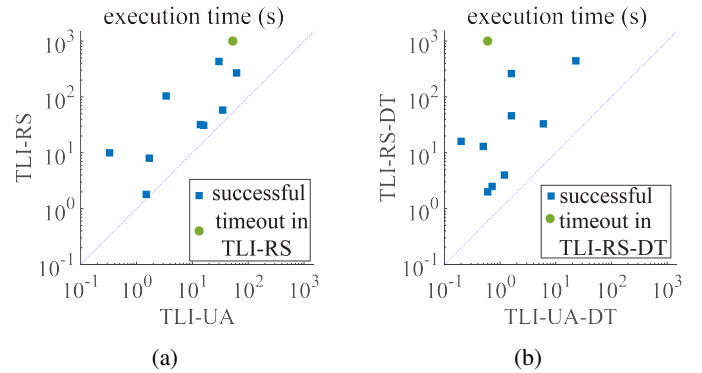 execution time (s)
10^3
10^2
10^1
10^0
10^-1
TLI-RS
successful
timeout in
TLI-RS
10^-1 10^0 10^1 10^2 10^3
TLI-UA
(a)
execution time (s)
10^3
10^2
10^1
10^0
10^-1
TLI-RS-DT
successful
timeout in
TLI-RS-DT
10^-1 10^0 10^1 10^2 10^3
TLI-UA-DT
(b)